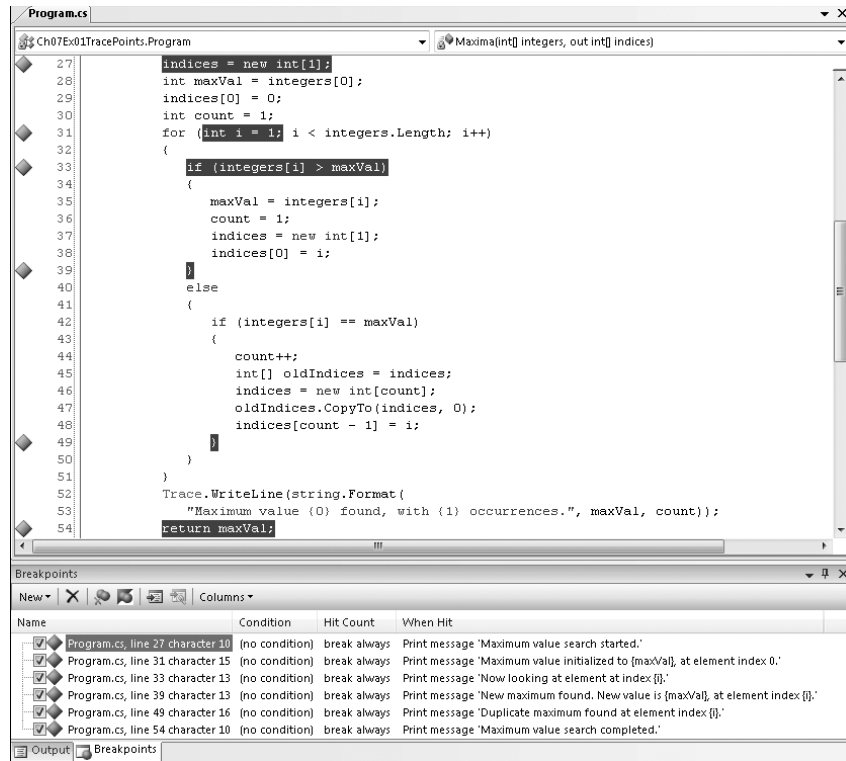 Program.cs
Ch07Ex01TracePoints.Program
Maxima(int[] integers, out int[] indices)
27 indices = new int[1];
28 int maxVal = integers[0];
29 indices[0] = 0;
30 int count = 1;
31 for (int i = 1; i < integers.Length; i++)
32 {
33 if (integers[i] > maxVal)
34 {
35 maxVal = integers[i];
36 count = 1;
37 indices = new int[1];
38 indices[0] = i;
39 }
40 else
41 {
42 if (integers[i] == maxVal)
43 {
44 count++;
45 int[] oldIndices = indices;
46 indices = new int[count];
47 oldIndices.CopyTo(indices, 0);
48 indices[count - 1] = i;
49 }
50 }
51 }
52 Trace.WriteLine(string.Format(
53 "Maximum value {0} found, with {1} occurrences.", maxVal, count));
54 return maxVal;
Breakpoints
New Columns
Name Condition Hit Count When Hit
Program.cs, line 27 character 10 (no condition) break always Print message 'Maximum value search started.'
Program.cs, line 31 character 15 (no condition) break always Print message 'Maximum value initialized to {maxVal}, at element index 0.'
Program.cs, line 33 character 13 (no condition) break always Print message 'Now looking at element at index {i}.'
Program.cs, line 39 character 13 (no condition) break always Print message 'New maximum found. New value is {maxVal}, at element index {i}.'
Program.cs, line 49 character 16 (no condition) break always Print message 'Duplicate maximum found at element index {i}.'
Program.cs, line 54 character 10 (no condition) break always Print message 'Maximum value search completed.'
Output Breakpoints